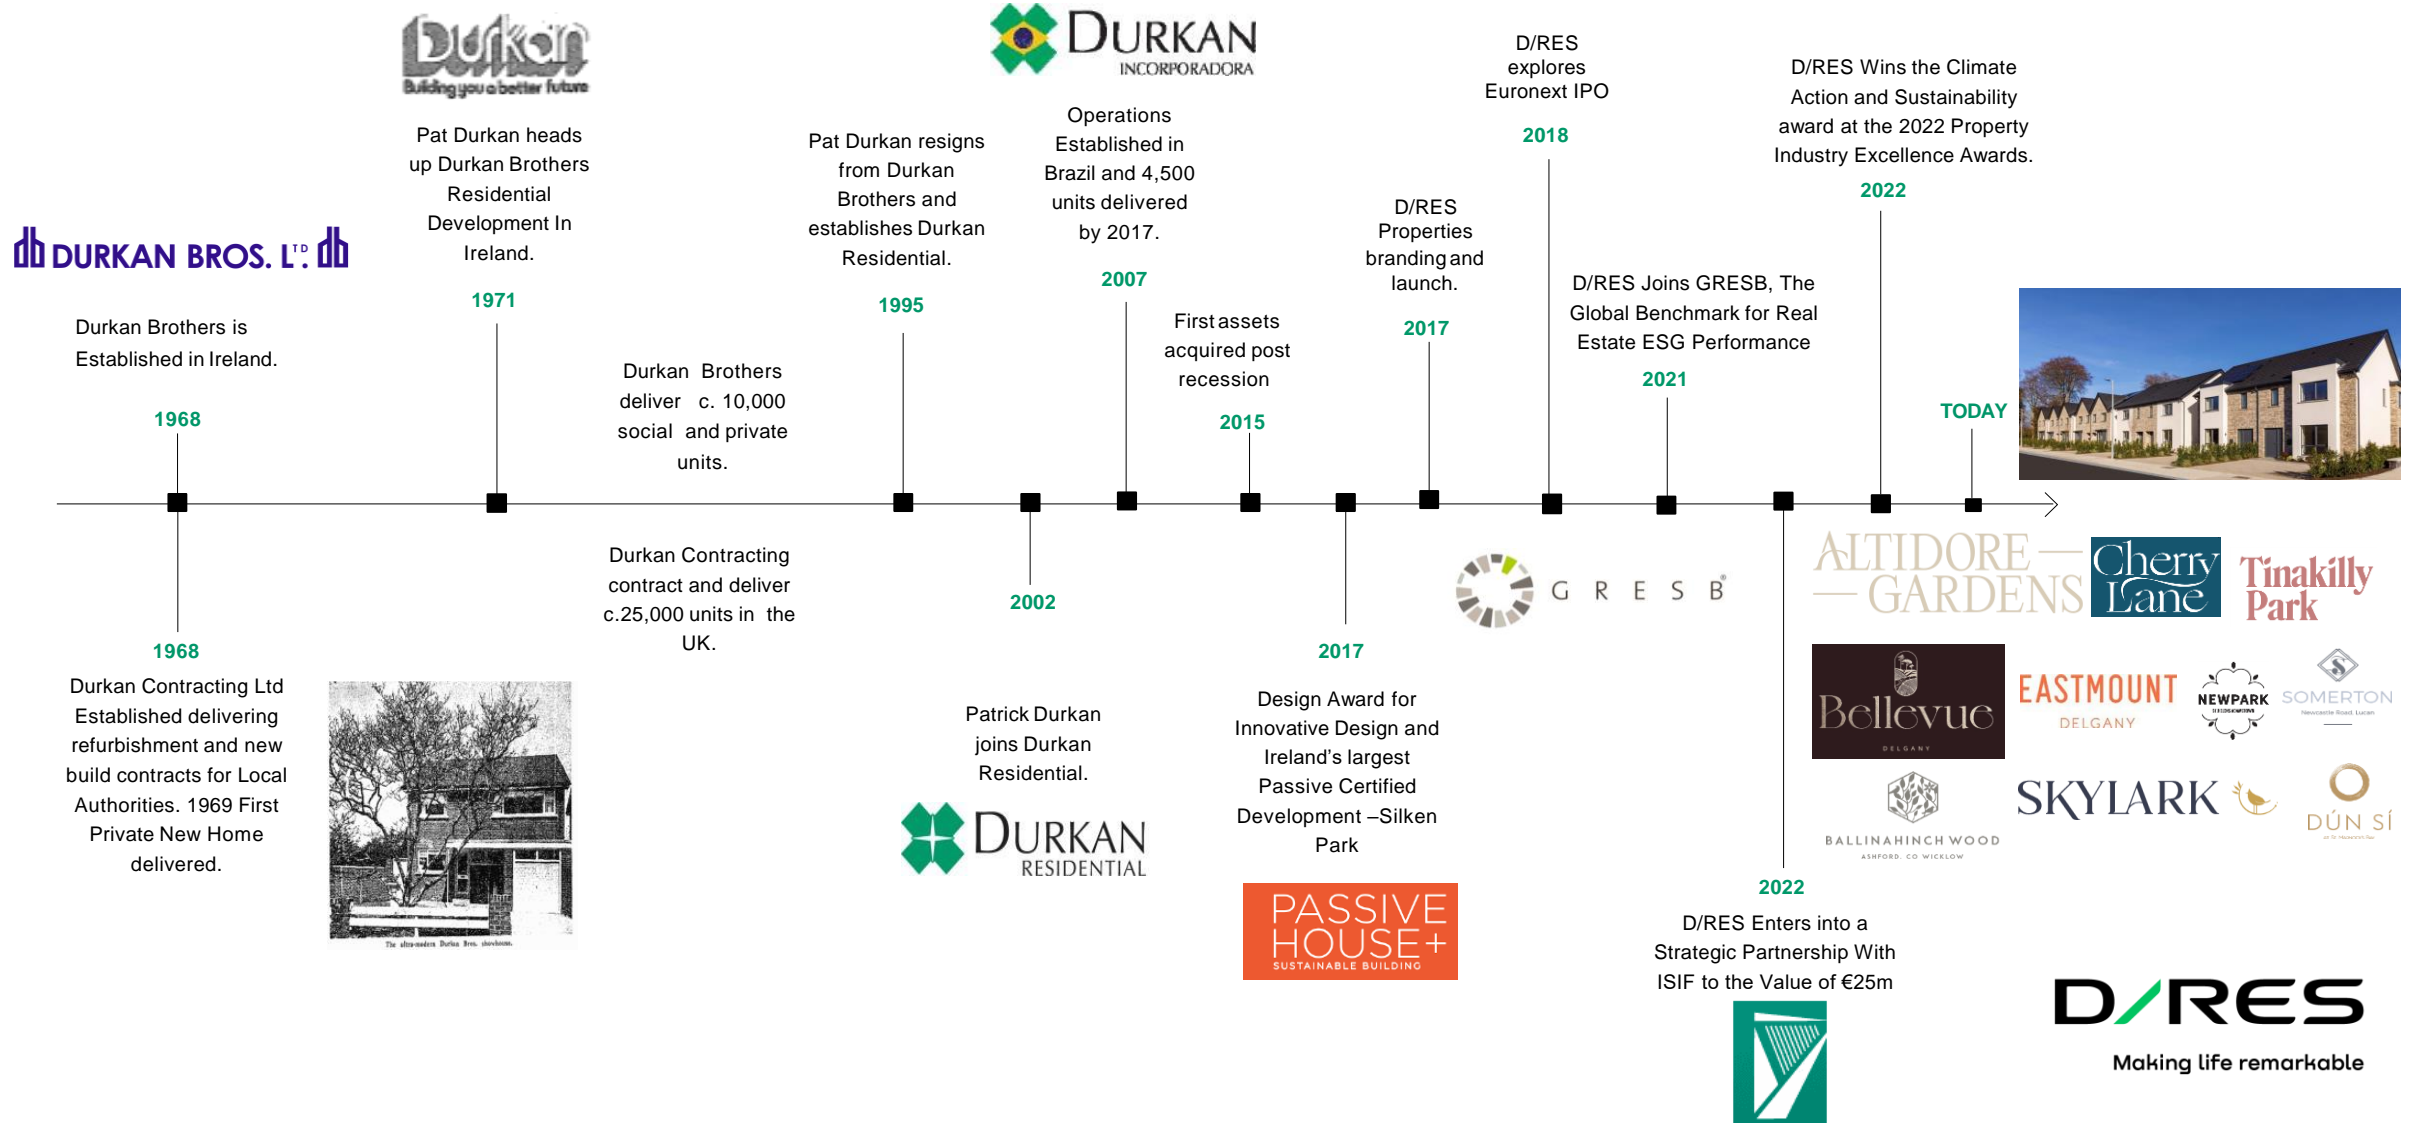 Durkan
Building you a better future
DURKAN
INCORPORADORA
DURKAN BROS. LTD.
Durkan Brothers is
Established in Ireland.
1968
1968
Durkan Contracting Ltd
Established delivering
refurbishment and new
build contracts for Local
Authorities. 1969 First
Private New Home
delivered.
Pat Durkan heads
up Durkan Brothers
Residential
Development In
Ireland.
1971
The ultra-modern Durkan Bros. showhouse.
Durkan Brothers
deliver c. 10,000
social and private
units.
Durkan Contracting
contract and deliver
c.25,000 units in the
UK.
Pat Durkan resigns
from Durkan
Brothers and
establishes Durkan
Residential.
1995
2002
Patrick Durkan
joins Durkan
Residential.
DURKAN
RESIDENTIAL
Operations
Established in
Brazil and 4,500
units delivered
by 2017.
2007
First assets
acquired post
recession
2015
2017
Design Award for
Innovative Design and
Ireland’s largest
Passive Certified
Development –Silken
Park
PASSIVE
HOUSE+
SUSTAINABLE BUILDING
D/RES
Properties
branding and
launch.
2017
D/RES
explores
Euronext IPO
2018
D/RES Joins GRESB, The
Global Benchmark for Real
Estate ESG Performance
2021
GRESB®
2022
D/RES Enters into a
Strategic Partnership With
ISIF to the Value of €25m
D/RES Wins the Climate
Action and Sustainability
award at the 2022 Property
Industry Excellence Awards.
2022
TODAY
ALTIDORE
GARDENS
Cherry
Lane
Tinakilly
Park
Bellevue
DELGANY
EASTMOUNT
DELGANY
NEWPARK
S
SOMERTON
Newcastle Road, Lucan
BALLINAHINCH WOOD
ASHFORD, CO WICKLOW
SKYLARK
DÚN SÍ
D/RES
Making life remarkable